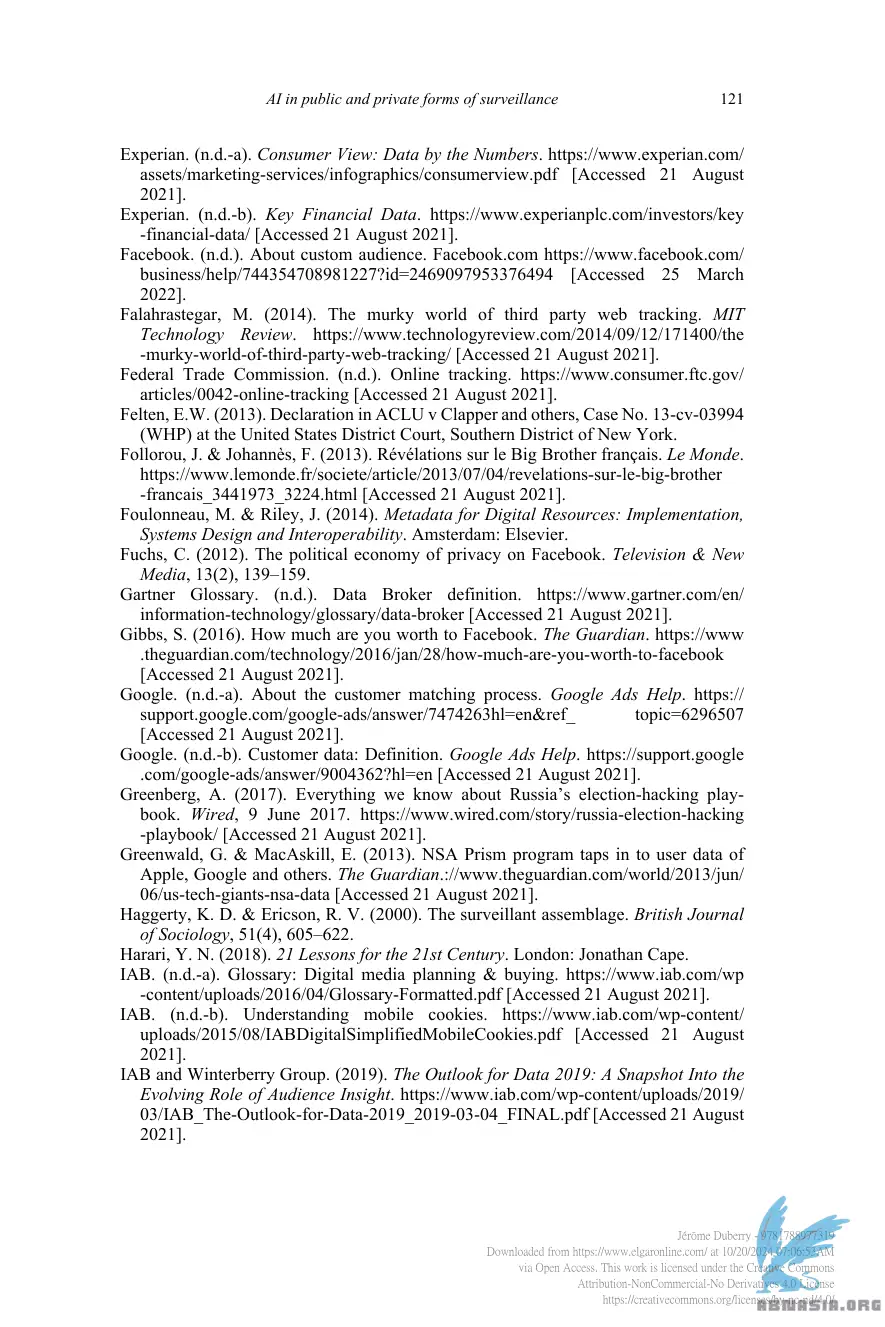 AI in public and private forms of surveillance 121
Experian. (n.d.-a). Consumer View: Data by the Numbers. https://www.experian.com/
assets/marketing-services/infographics/consumerview.pdf [Accessed 21 August
2021].
Experian. (n.d.-b). Key Financial Data. https://www.experianplc.com/investors/key
-financial-data/ [Accessed 21 August 2021].
Facebook. (n.d.). About custom audience. Facebook.com https://www.facebook.com/
business/help/744354708981227?id=2469097953376494 [Accessed 25 March
2022].
Falahrastegar, M. (2014). The murky world of third party web tracking. MIT
Technology Review. https://www.technologyreview.com/2014/09/12/171400/the
-murky-world-of-third-party-web-tracking/ [Accessed 21 August 2021].
Federal Trade Commission. (n.d.). Online tracking. https://www.consumer.ftc.gov/
articles/0042-online-tracking [Accessed 21 August 2021].
Felten, E.W. (2013). Declaration in ACLU v Clapper and others, Case No. 13-cv-03994
(WHP) at the United States District Court, Southern District of New York.
Follorou, J. & Johannès, F. (2013). Révélations sur le Big Brother français. Le Monde.
https://www.lemonde.fr/societe/article/2013/07/04/revelations-sur-le-big-brother
-francais_3441973_3224.html [Accessed 21 August 2021].
Foulonneau, M. & Riley, J. (2014). Metadata for Digital Resources: Implementation,
Systems Design and Interoperability. Amsterdam: Elsevier.
Fuchs, C. (2012). The political economy of privacy on Facebook. Television & New
Media, 13(2), 139–159.
Gartner Glossary. (n.d.). Data Broker definition. https://www.gartner.com/en/
information-technology/glossary/data-broker [Accessed 21 August 2021].
Gibbs, S. (2016). How much are you worth to Facebook. The Guardian. https://www
.theguardian.com/technology/2016/jan/28/how-much-are-you-worth-to-facebook
[Accessed 21 August 2021].
Google. (n.d.-a). About the customer matching process. Google Ads Help. https://
support.google.com/google-ads/answer/7474263hl=en&ref_ topic=6296507
[Accessed 21 August 2021].
Google. (n.d.-b). Customer data: Definition. Google Ads Help. https://support.google
.com/google-ads/answer/9004362?hl=en [Accessed 21 August 2021].
Greenberg, A. (2017). Everything we know about Russia’s election-hacking play-
book. Wired, 9 June 2017. https://www.wired.com/story/russia-election-hacking
-playbook/ [Accessed 21 August 2021].
Greenwald, G. & MacAskill, E. (2013). NSA Prism program taps in to user data of
Apple, Google and others. The Guardian.://www.theguardian.com/world/2013/jun/
06/us-tech-giants-nsa-data [Accessed 21 August 2021].
Haggerty, K. D. & Ericson, R. V. (2000). The surveillant assemblage. British Journal
of Sociology, 51(4), 605–622.
Harari, Y. N. (2018). 21 Lessons for the 21st Century. London: Jonathan Cape.
IAB. (n.d.-a). Glossary: Digital media planning & buying. https://www.iab.com/wp
-content/uploads/2016/04/Glossary-Formatted.pdf [Accessed 21 August 2021].
IAB. (n.d.-b). Understanding mobile cookies. https://www.iab.com/wp-content/
uploads/2015/08/IABDigitalSimplifiedMobileCookies.pdf [Accessed 21 August
2021].
IAB and Winterberry Group. (2019). The Outlook for Data 2019: A Snapshot Into the
Evolving Role of Audience Insight. https://www.iab.com/wp-content/uploads/2019/
03/IAB_The-Outlook-for-Data-2019_2019-03-04_FINAL.pdf [Accessed 21 August
2021].
Jérôme Duberry - 9781788977319
Downloaded from https://www.elgaronline.com/ at 10/20/2024 07:06:52AM
via Open Access. This work is licensed under the Creative Commons
Attribution-NonCommercial-No Derivatives 4.0 License
https://creativecommons.org/licenses/by-nc-nd/4.0/
ABNASIA.ORG